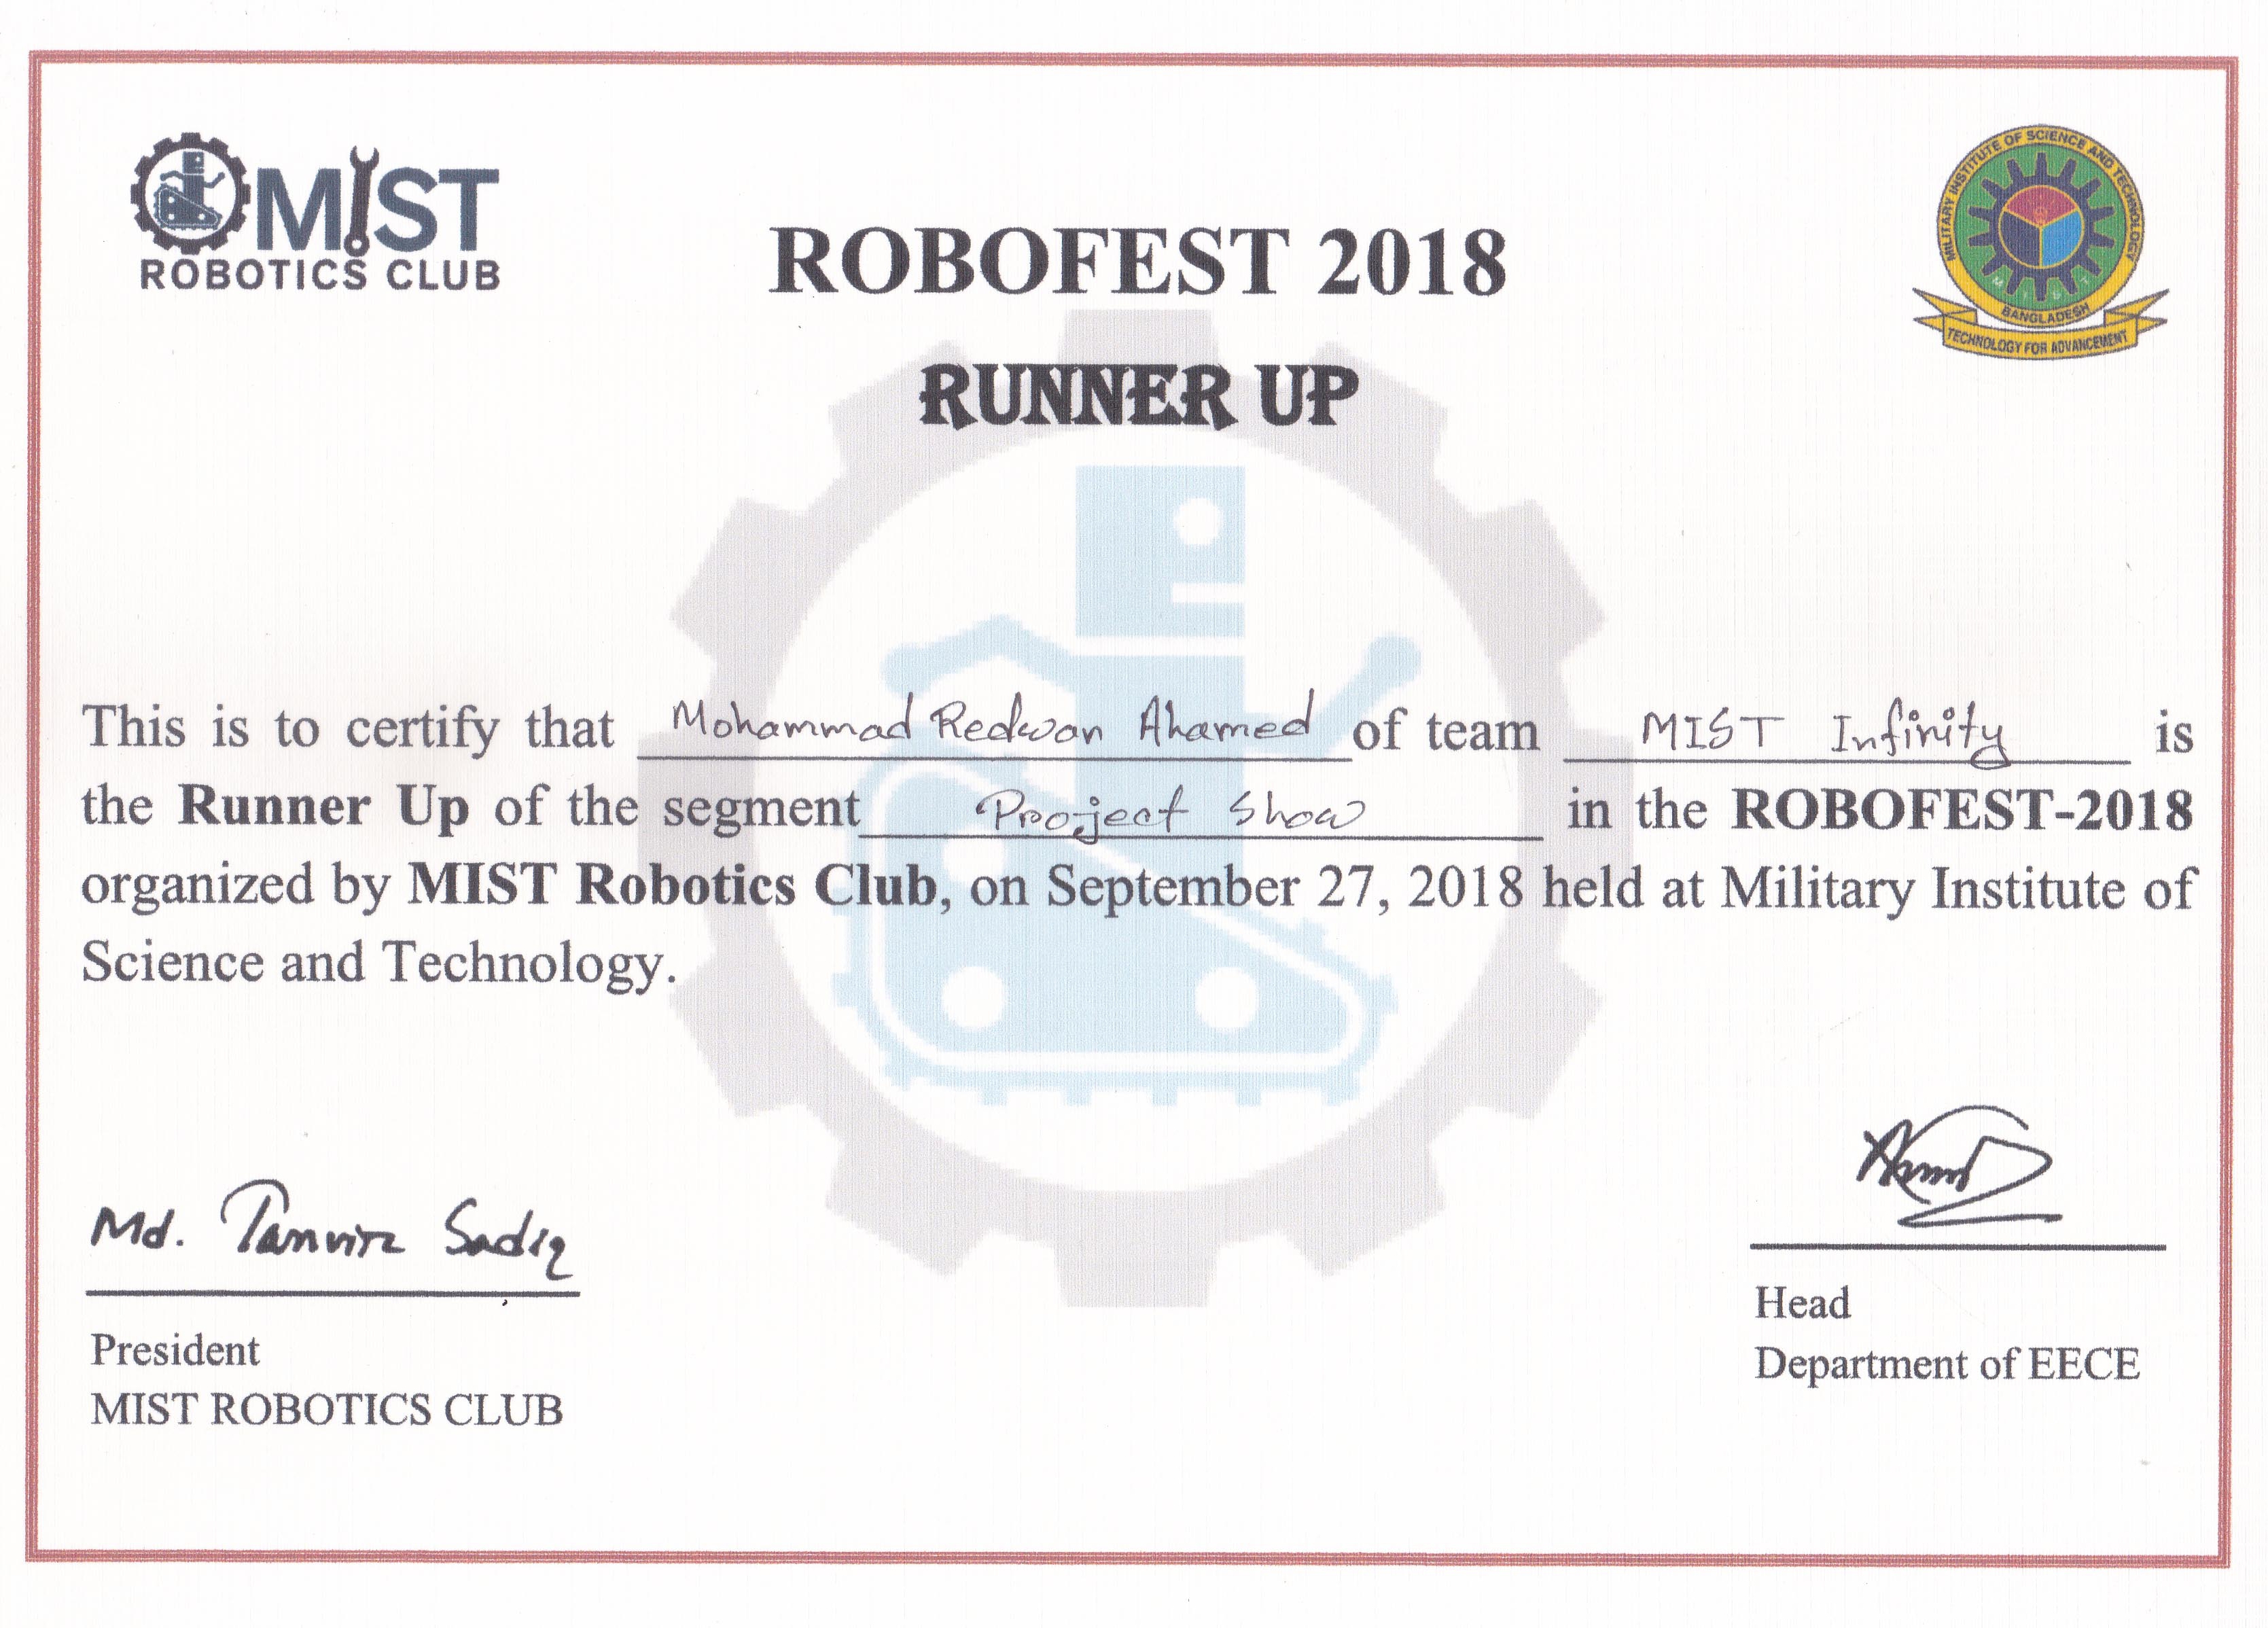 MIST
ROBOTICS CLUB
MILITARY INSTITUTE OF SCIENCE AND TECHNOLOGY
MIST
BANGLADESH
TECHNOLOGY FOR ADVANCEMENT
ROBOFEST 2018
RUNNER UP
This is to certify that Mohammad Redwan Ahamed of team MIST Infinity is
the Runner Up of the segment Project Show in the ROBOFEST-2018
organized by MIST Robotics Club, on September 27, 2018 held at Military Institute of
Science and Technology.
Md. Tanvir Sadiq
President
MIST ROBOTICS CLUB
Head
Department of EECE